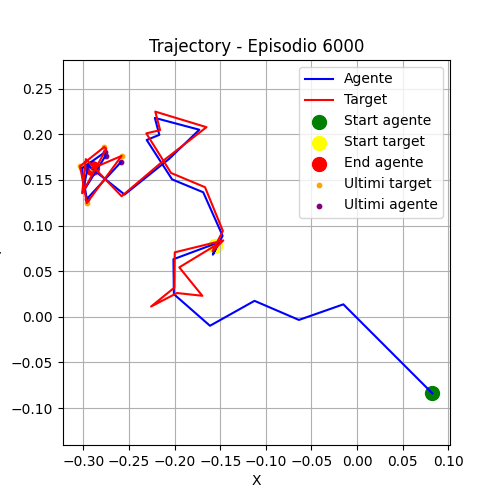 Trajectory - Episodio 6000
Agente
Target
Start agente
Start target
End agente
Ultimi target
Ultimi agente
0.25
0.20
0.15
0.10
0.05
0.00
−0.05
−0.10
−0.30 −0.25 −0.20 −0.15 −0.10 −0.05 0.00 0.05 0.10
X